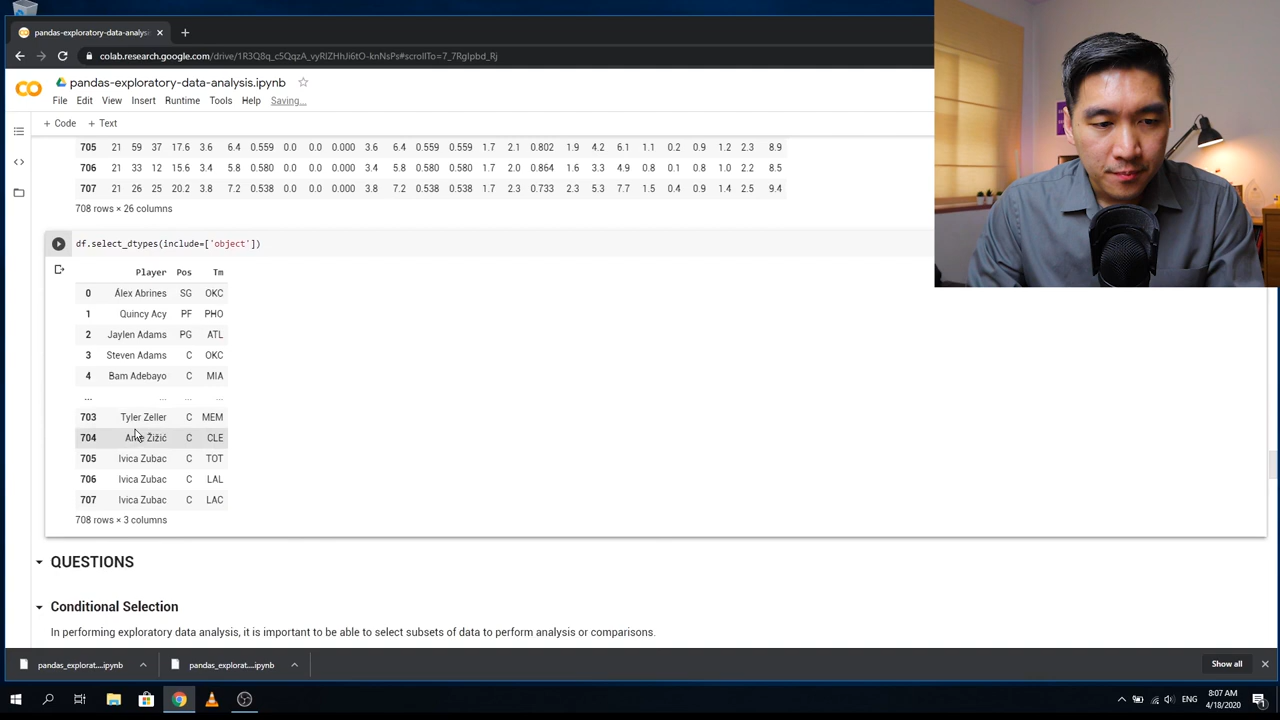 pandas-exploratory-data-analysis
colab.research.google.com/drive/1R3Q8q_c5QqzA_vyRlZHhJi6tO-knNsPs#scrollTo=7_7RgIpbd_Rj
pandas-exploratory-data-analysis.ipynb
File Edit View Insert Runtime Tools Help Saving...
+ Code + Text
705 21 59 37 17.6 3.6 6.4 0.559 0.0 0.0 0.000 3.6 6.4 0.559 0.559 1.7 2.1 0.802 1.9 4.2 6.1 1.1 0.2 0.9 1.2 2.3 8.9
706 21 33 12 15.6 3.4 5.8 0.580 0.0 0.0 0.000 3.4 5.8 0.580 0.580 1.7 2.0 0.864 1.6 3.3 4.9 0.8 0.1 0.8 1.0 2.2 8.5
707 21 26 25 20.2 3.8 7.2 0.538 0.0 0.0 0.000 3.8 7.2 0.538 0.538 1.7 2.3 0.733 2.3 5.3 7.7 1.5 0.4 0.9 1.4 2.5 9.4
708 rows × 26 columns
df.select_dtypes(include=['object'])
Player Pos Tm
0 Álex Abrines SG OKC
1 Quincy Acy PF PHO
2 Jaylen Adams PG ATL
3 Steven Adams C OKC
4 Bam Adebayo C MIA
... ... ... ...
703 Tyler Zeller C MEM
704 Ante Žižić C CLE
705 Ivica Zubac C TOT
706 Ivica Zubac C LAL
707 Ivica Zubac C LAC
708 rows × 3 columns
QUESTIONS
Conditional Selection
In performing exploratory data analysis, it is important to be able to select subsets of data to perform analysis or comparisons.
pandas_explorat....ipynb
pandas_explorat....ipynb
Show all
ENG
8:07 AM
4/18/2020